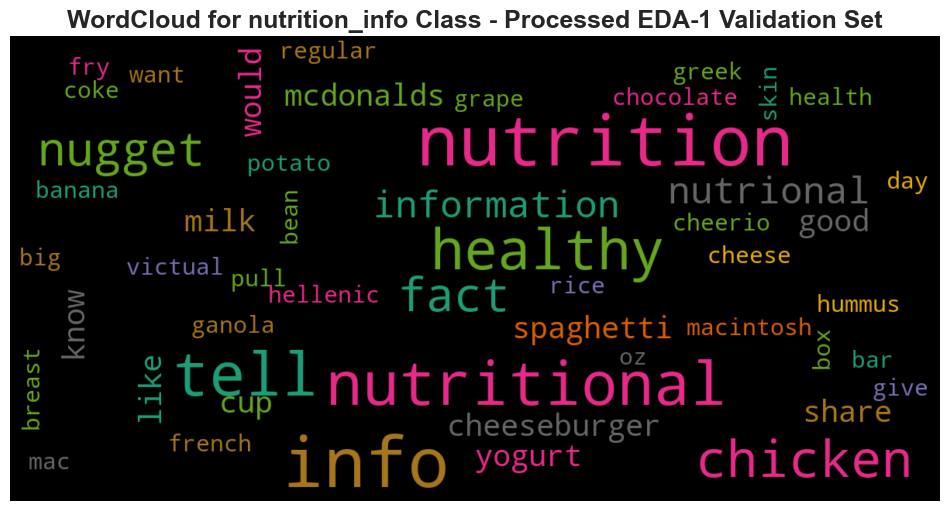 WordCloud for nutrition_info Class - Processed EDA-1 Validation Set
regular
fry
want
would
greek
skin
coke
mcdonalds
grape
chocolate
health
nutrition
nugget
potato
banana
bean
information
nutrional
day
milk
cheerio
good
healthy
big
victual
pull
cheese
hellenic
fact
rice
know
hummus
ganola
spaghetti
macintosh
box
oz
bar
breast
like
tell
nutritional
give
cup
share
cheeseburger
french
info
yogurt
chicken
mac